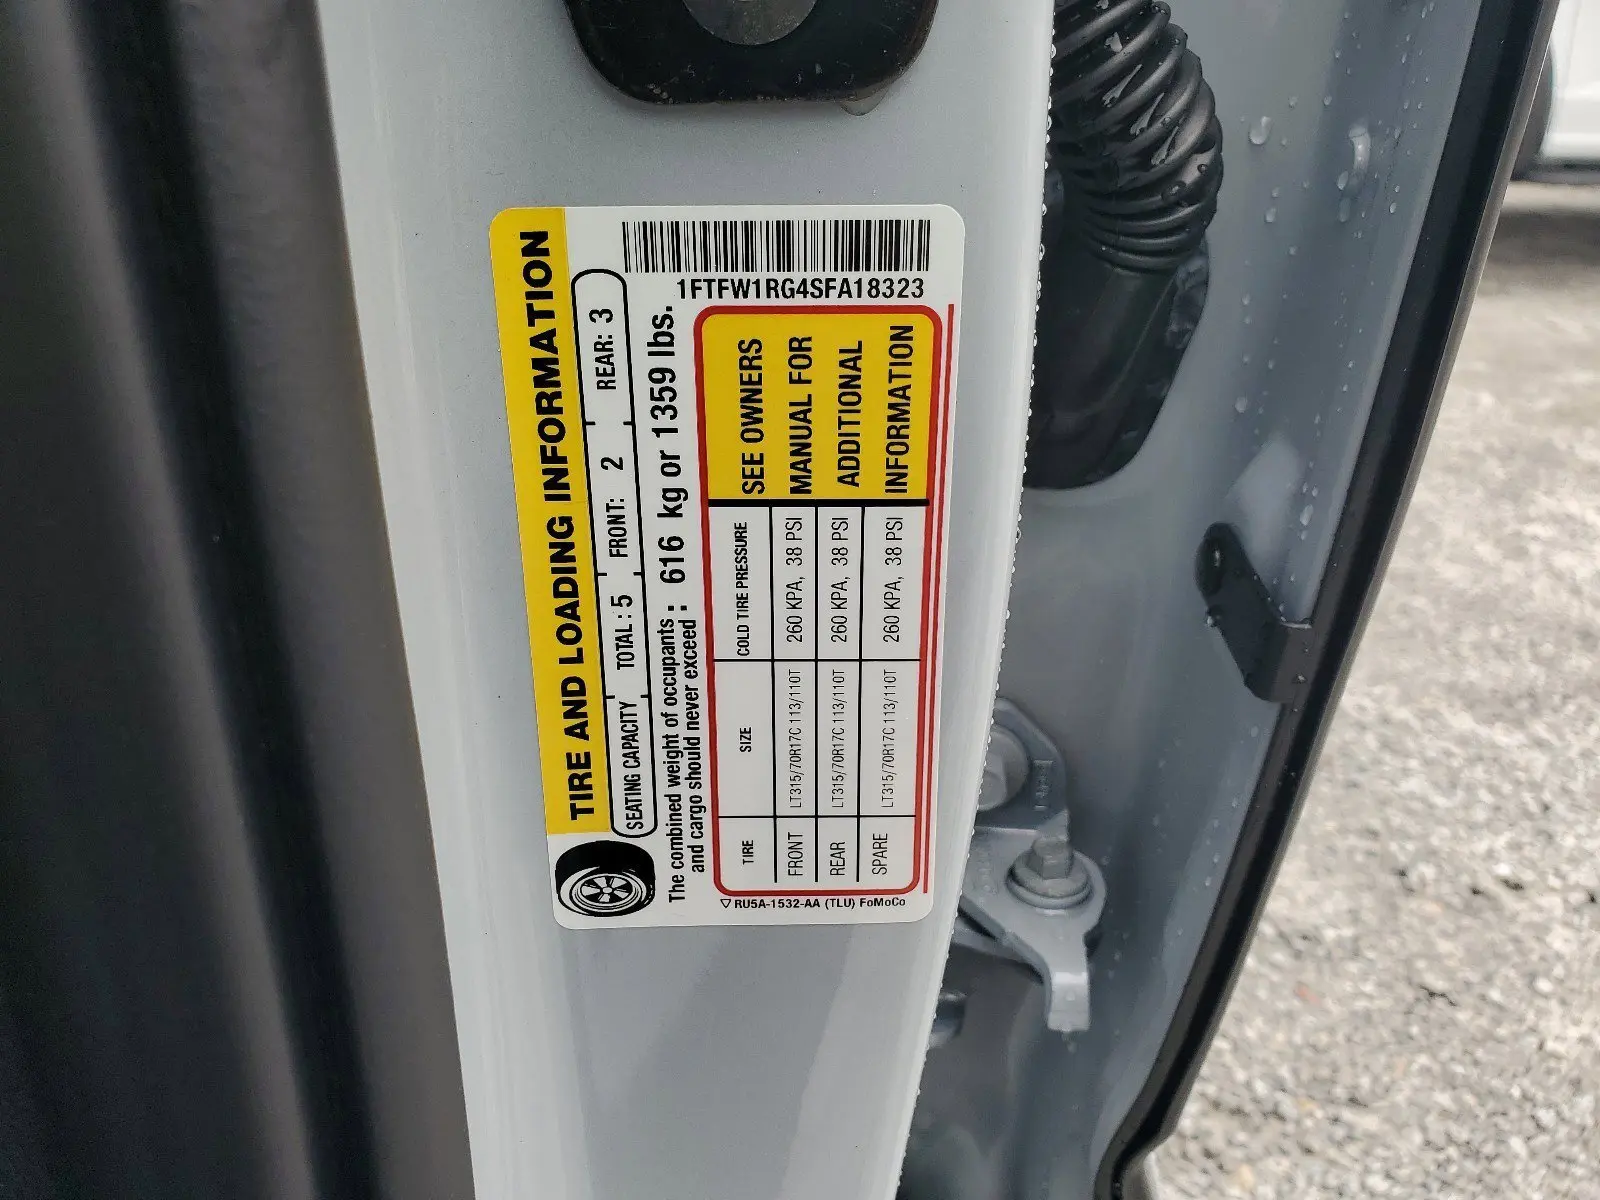 1FTFW1RG4SFA18323
TIRE AND LOADING INFORMATION
SEATING CAPACITY TOTAL : 5 FRONT: 2 REAR: 3
The combined weight of occupants and cargo should never exceed : 616 kg or 1359 lbs.
TIRE SIZE COLD TIRE PRESSURE
FRONT LT315/70R17C 113/110T 260 KPA, 38 PSI
REAR LT315/70R17C 113/110T 260 KPA, 38 PSI
SPARE LT315/70R17C 113/110T 260 KPA, 38 PSI
SEE OWNERS
MANUAL FOR
ADDITIONAL
INFORMATION
RU5A-1532-AA (TLU) FoMoCo